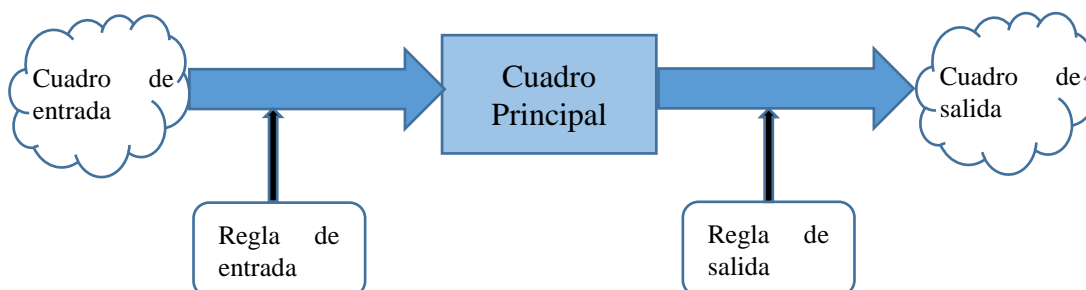 Cuadro de
entrada
Cuadro
Principal
Cuadro de
salida
Regla de
entrada
Regla de
salida